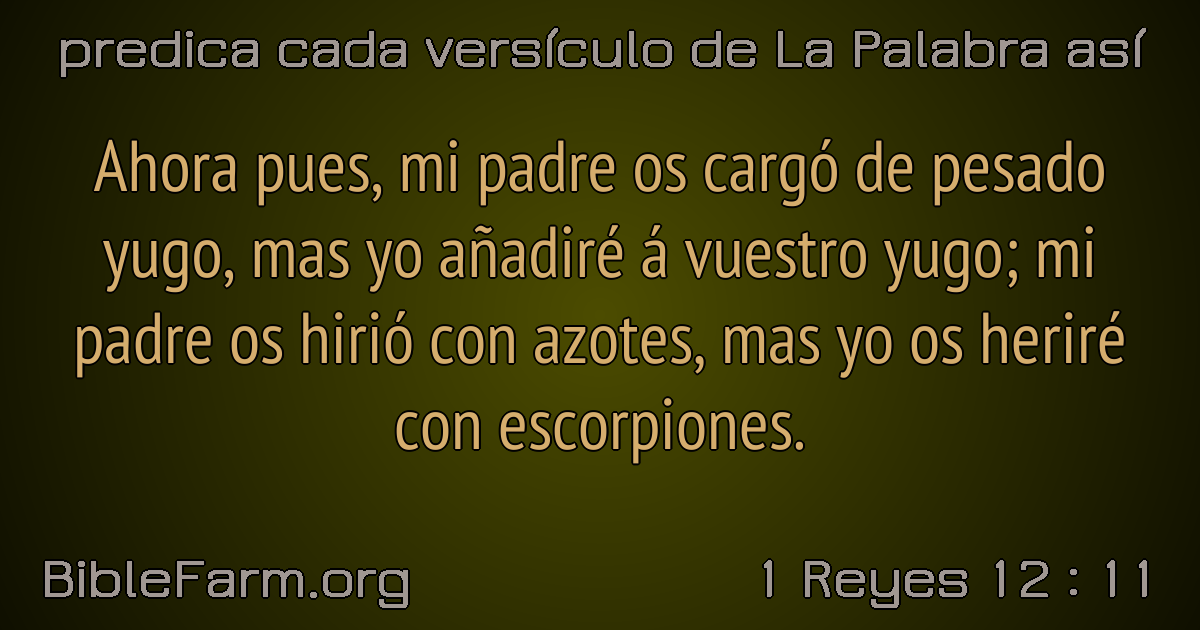 predica cada versículo de La Palabra así
Ahora pues, mi padre os cargó de pesado
yugo, mas yo añadiré á vuestro yugo; mi
padre os hirió con azotes, mas yo os heriré
con escorpiones.
BibleFarm.org
1 Reyes 12 : 11